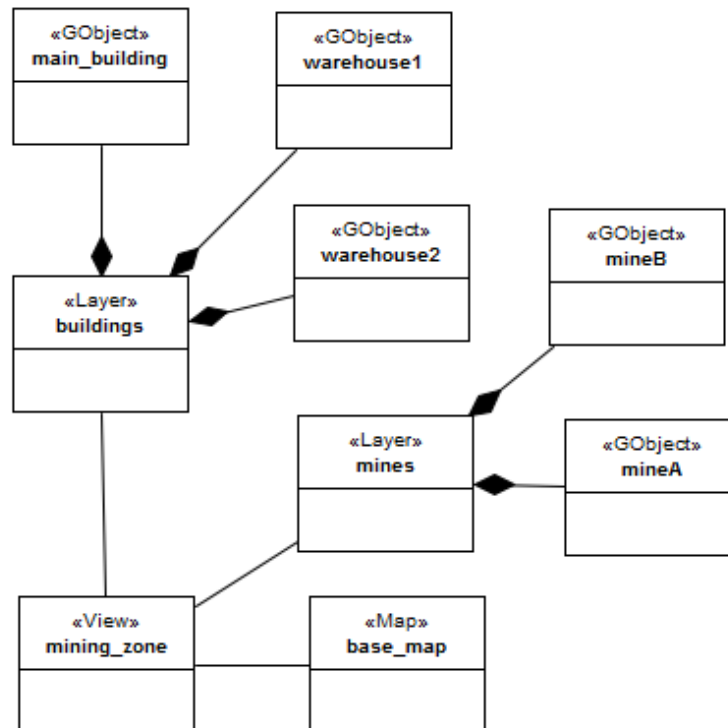 «GObject»
main_building
«GObject»
warehouse1
«GObject»
warehouse2
«GObject»
mineB
«Layer»
buildings
«Layer»
mines
«GObject»
mineA
«View»
mining_zone
«Map»
base_map